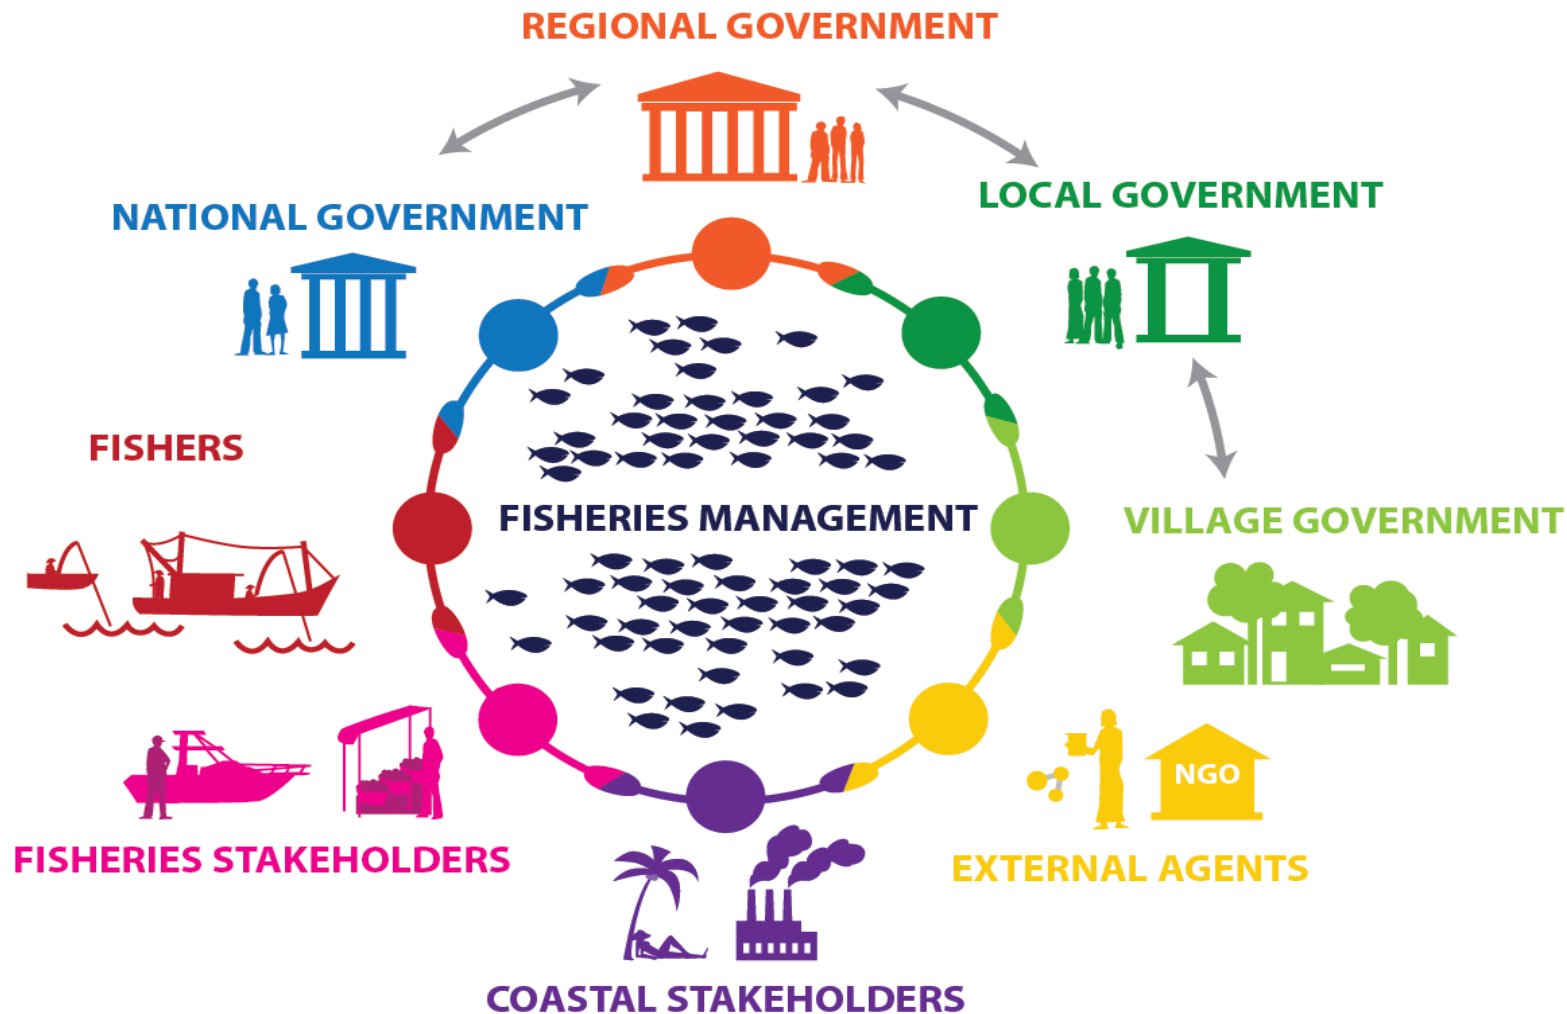 REGIONAL GOVERNMENT
NATIONAL GOVERNMENT
LOCAL GOVERNMENT
FISHERS
FISHERIES MANAGEMENT
VILLAGE GOVERNMENT
NGO
FISHERIES STAKEHOLDERS
EXTERNAL AGENTS
COASTAL STAKEHOLDERS